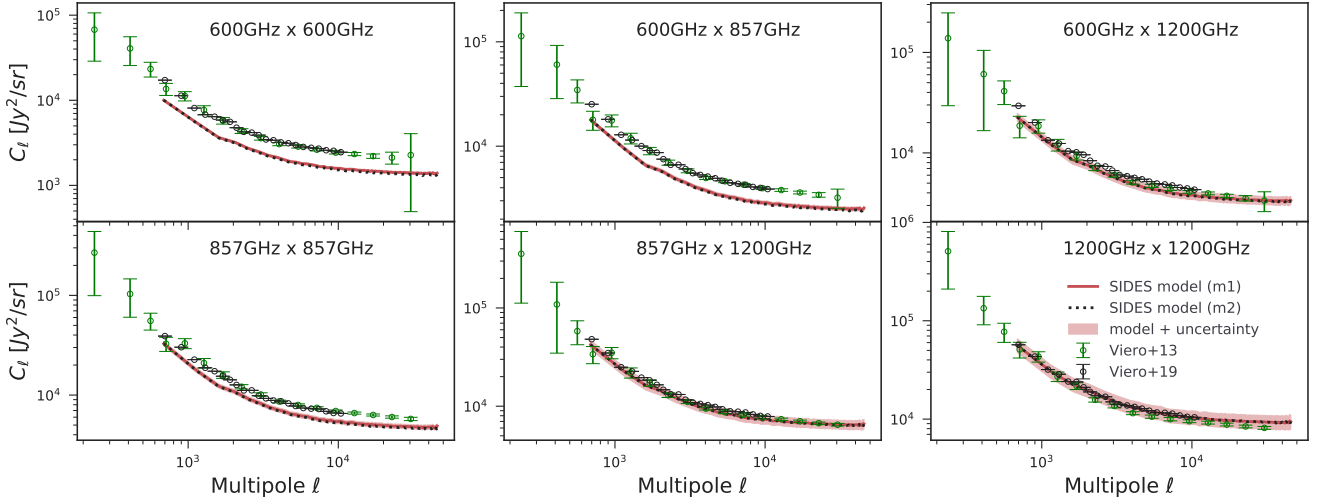 600GHz x 600GHz
600GHz x 857GHz
600GHz x 1200GHz
C_ℓ [Jy²/sr]
10⁵
10⁴
10³
10⁵
10⁴
10⁵
10⁴
10⁶
857GHz x 857GHz
857GHz x 1200GHz
1200GHz x 1200GHz
C_ℓ [Jy²/sr]
10⁵
10⁴
10⁵
10⁴
10⁵
10⁴
SIDES model (m1)
SIDES model (m2)
model + uncertainty
Viero+13
Viero+19
10³ 10⁴
10³ 10⁴
10³ 10⁴
Multipole ℓ
Multipole ℓ
Multipole ℓ